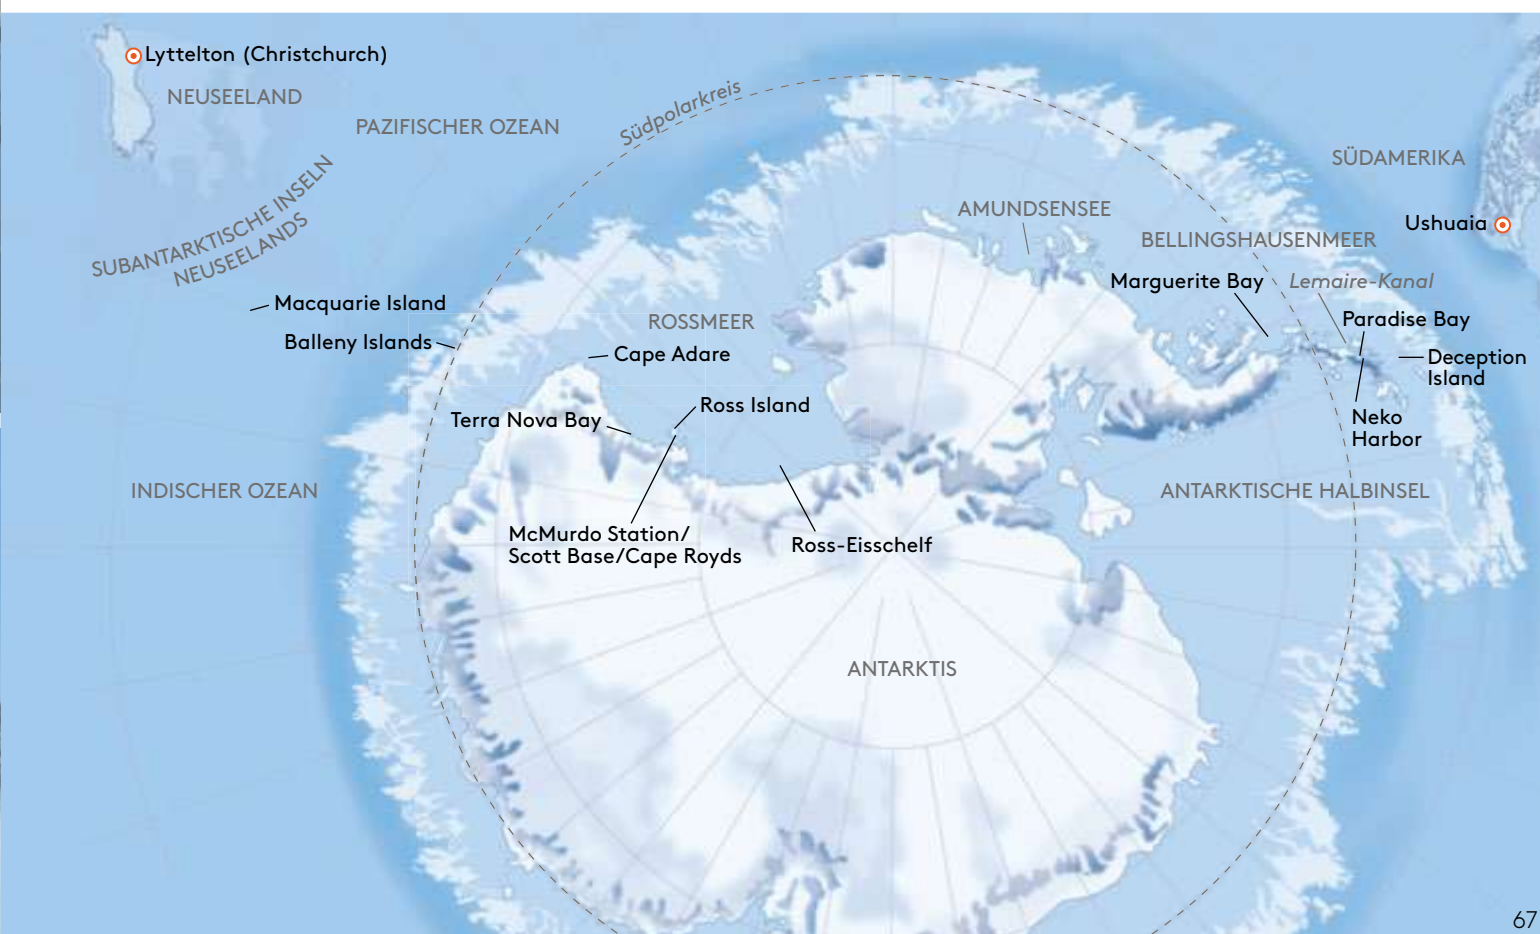 Lyttelton (Christchurch)
NEUSEELAND
PAZIFISCHER OZEAN
Südpolarkreis
SÜDAMERIKA
SUBANTARKTISCHE INSELN
NEUSEELANDS
AMUNDSENSEE
Ushuaia
BELLINGSHAUSENMEER
Marguerite Bay
Lemaire-Kanal
Macquarie Island
ROSSMEER
Paradise Bay
Balleny Islands
Cape Adare
Deception
Island
Ross Island
Terra Nova Bay
Neko
Harbor
INDISCHER OZEAN
ANTARKTISCHE HALBINSEL
McMurdo Station/
Scott Base/Cape Royds
Ross-Eisschelf
ANTARKTIS
67